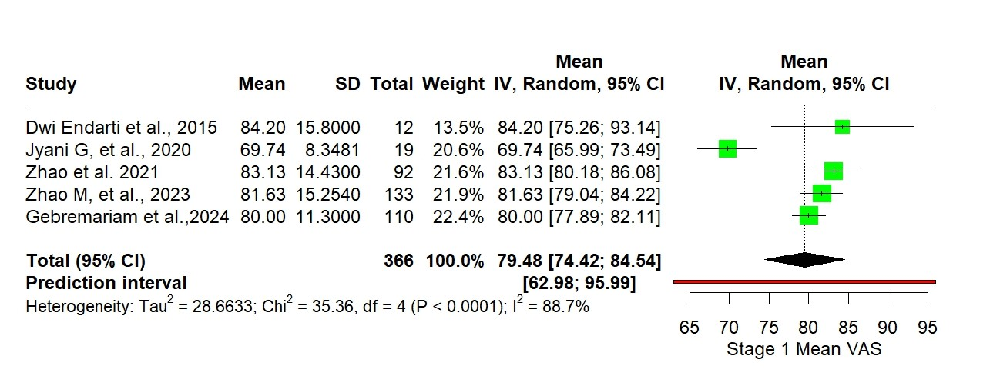 Mean Mean
Study Mean SD Total Weight IV, Random, 95% CI IV, Random, 95% CI
Dwi Endarti et al., 2015 84.20 15.8000 12 13.5% 84.20 [75.26; 93.14]
Jyani G, et al., 2020 69.74 8.3481 19 20.6% 69.74 [65.99; 73.49]
Zhao et al. 2021 83.13 14.4300 92 21.6% 83.13 [80.18; 86.08]
Zhao M, et al., 2023 81.63 15.2540 133 21.9% 81.63 [79.04; 84.22]
Gebremariam et al.,2024 80.00 11.3000 110 22.4% 80.00 [77.89; 82.11]
Total (95% CI) 366 100.0% 79.48 [74.42; 84.54]
Prediction interval [62.98; 95.99]
Heterogeneity: Tau² = 28.6633; Chi² = 35.36, df = 4 (P < 0.0001); I² = 88.7%
65 70 75 80 85 90 95
Stage 1 Mean VAS